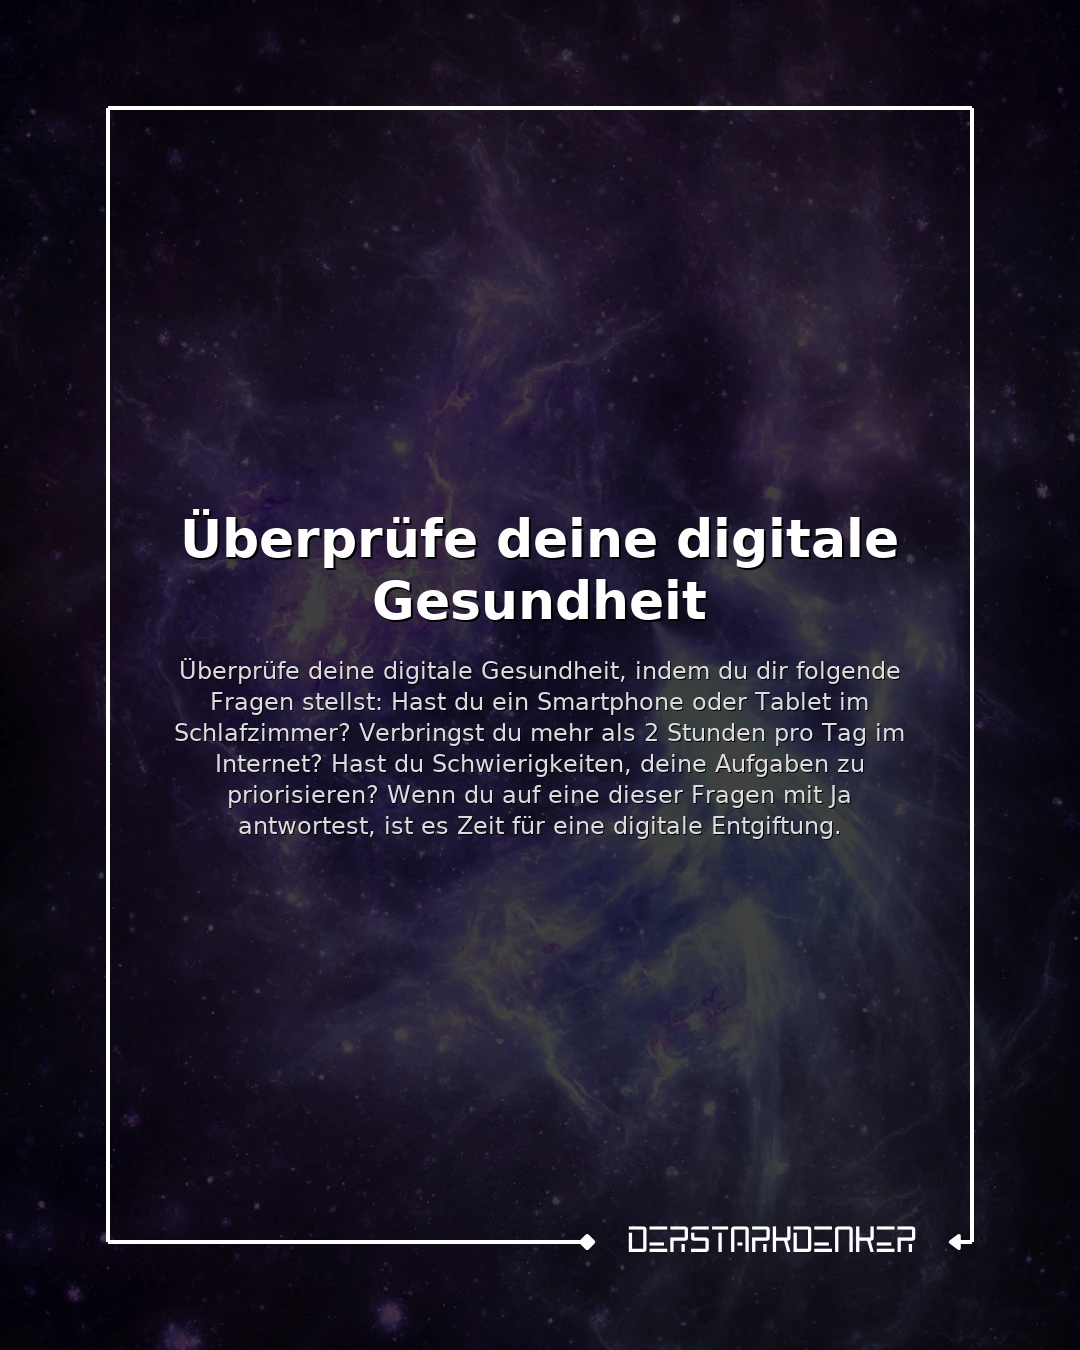 Überprüfe deine digitale
Gesundheit
Überprüfe deine digitale Gesundheit, indem du dir folgende
Fragen stellst: Hast du ein Smartphone oder Tablet im
Schlafzimmer? Verbringst du mehr als 2 Stunden pro Tag im
Internet? Hast du Schwierigkeiten, deine Aufgaben zu
priorisieren? Wenn du auf eine dieser Fragen mit Ja
antwortest, ist es Zeit für eine digitale Entgiftung.
DERSTARKDENKER